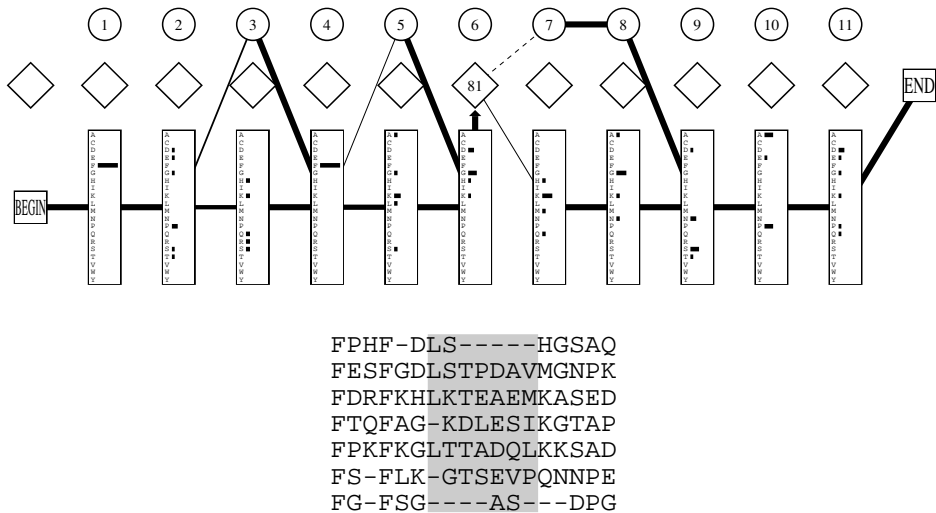 1 2 3 4 5 6 7 8 9 10 11
81
END
A A A A A A A A A A A
C C C C C C C C C C C
D D D D D D D D D D D
E E E E E E E E E E E
F F F F F F F F F F F
G G G G G G G G G G G
H H H H H H H H H H H
I I I I I I I I I I I
K K K K K K K K K K K
L L L L L L L L L L L
BEGIN
M M M M M M M M M M M
N N N N N N N N N N N
P P P P P P P P P P P
Q Q Q Q Q Q Q Q Q Q Q
R R R R R R R R R R R
S S S S S S S S S S S
T T T T T T T T T T T
V V V V V V V V V V V
W W W W W W W W W W W
Y Y Y Y Y Y Y Y Y Y Y
FPHF-DLS-----HGSAQ
FESFGDLSTPDAVMGNPK
FDRFKHLKTEAEMKASED
FTQFAG-KDLESIKGTAP
FPKFKGLTTADQLKKSAD
FS-FLK-GTSEVPQNNPE
FG-FSG----AS---DPG